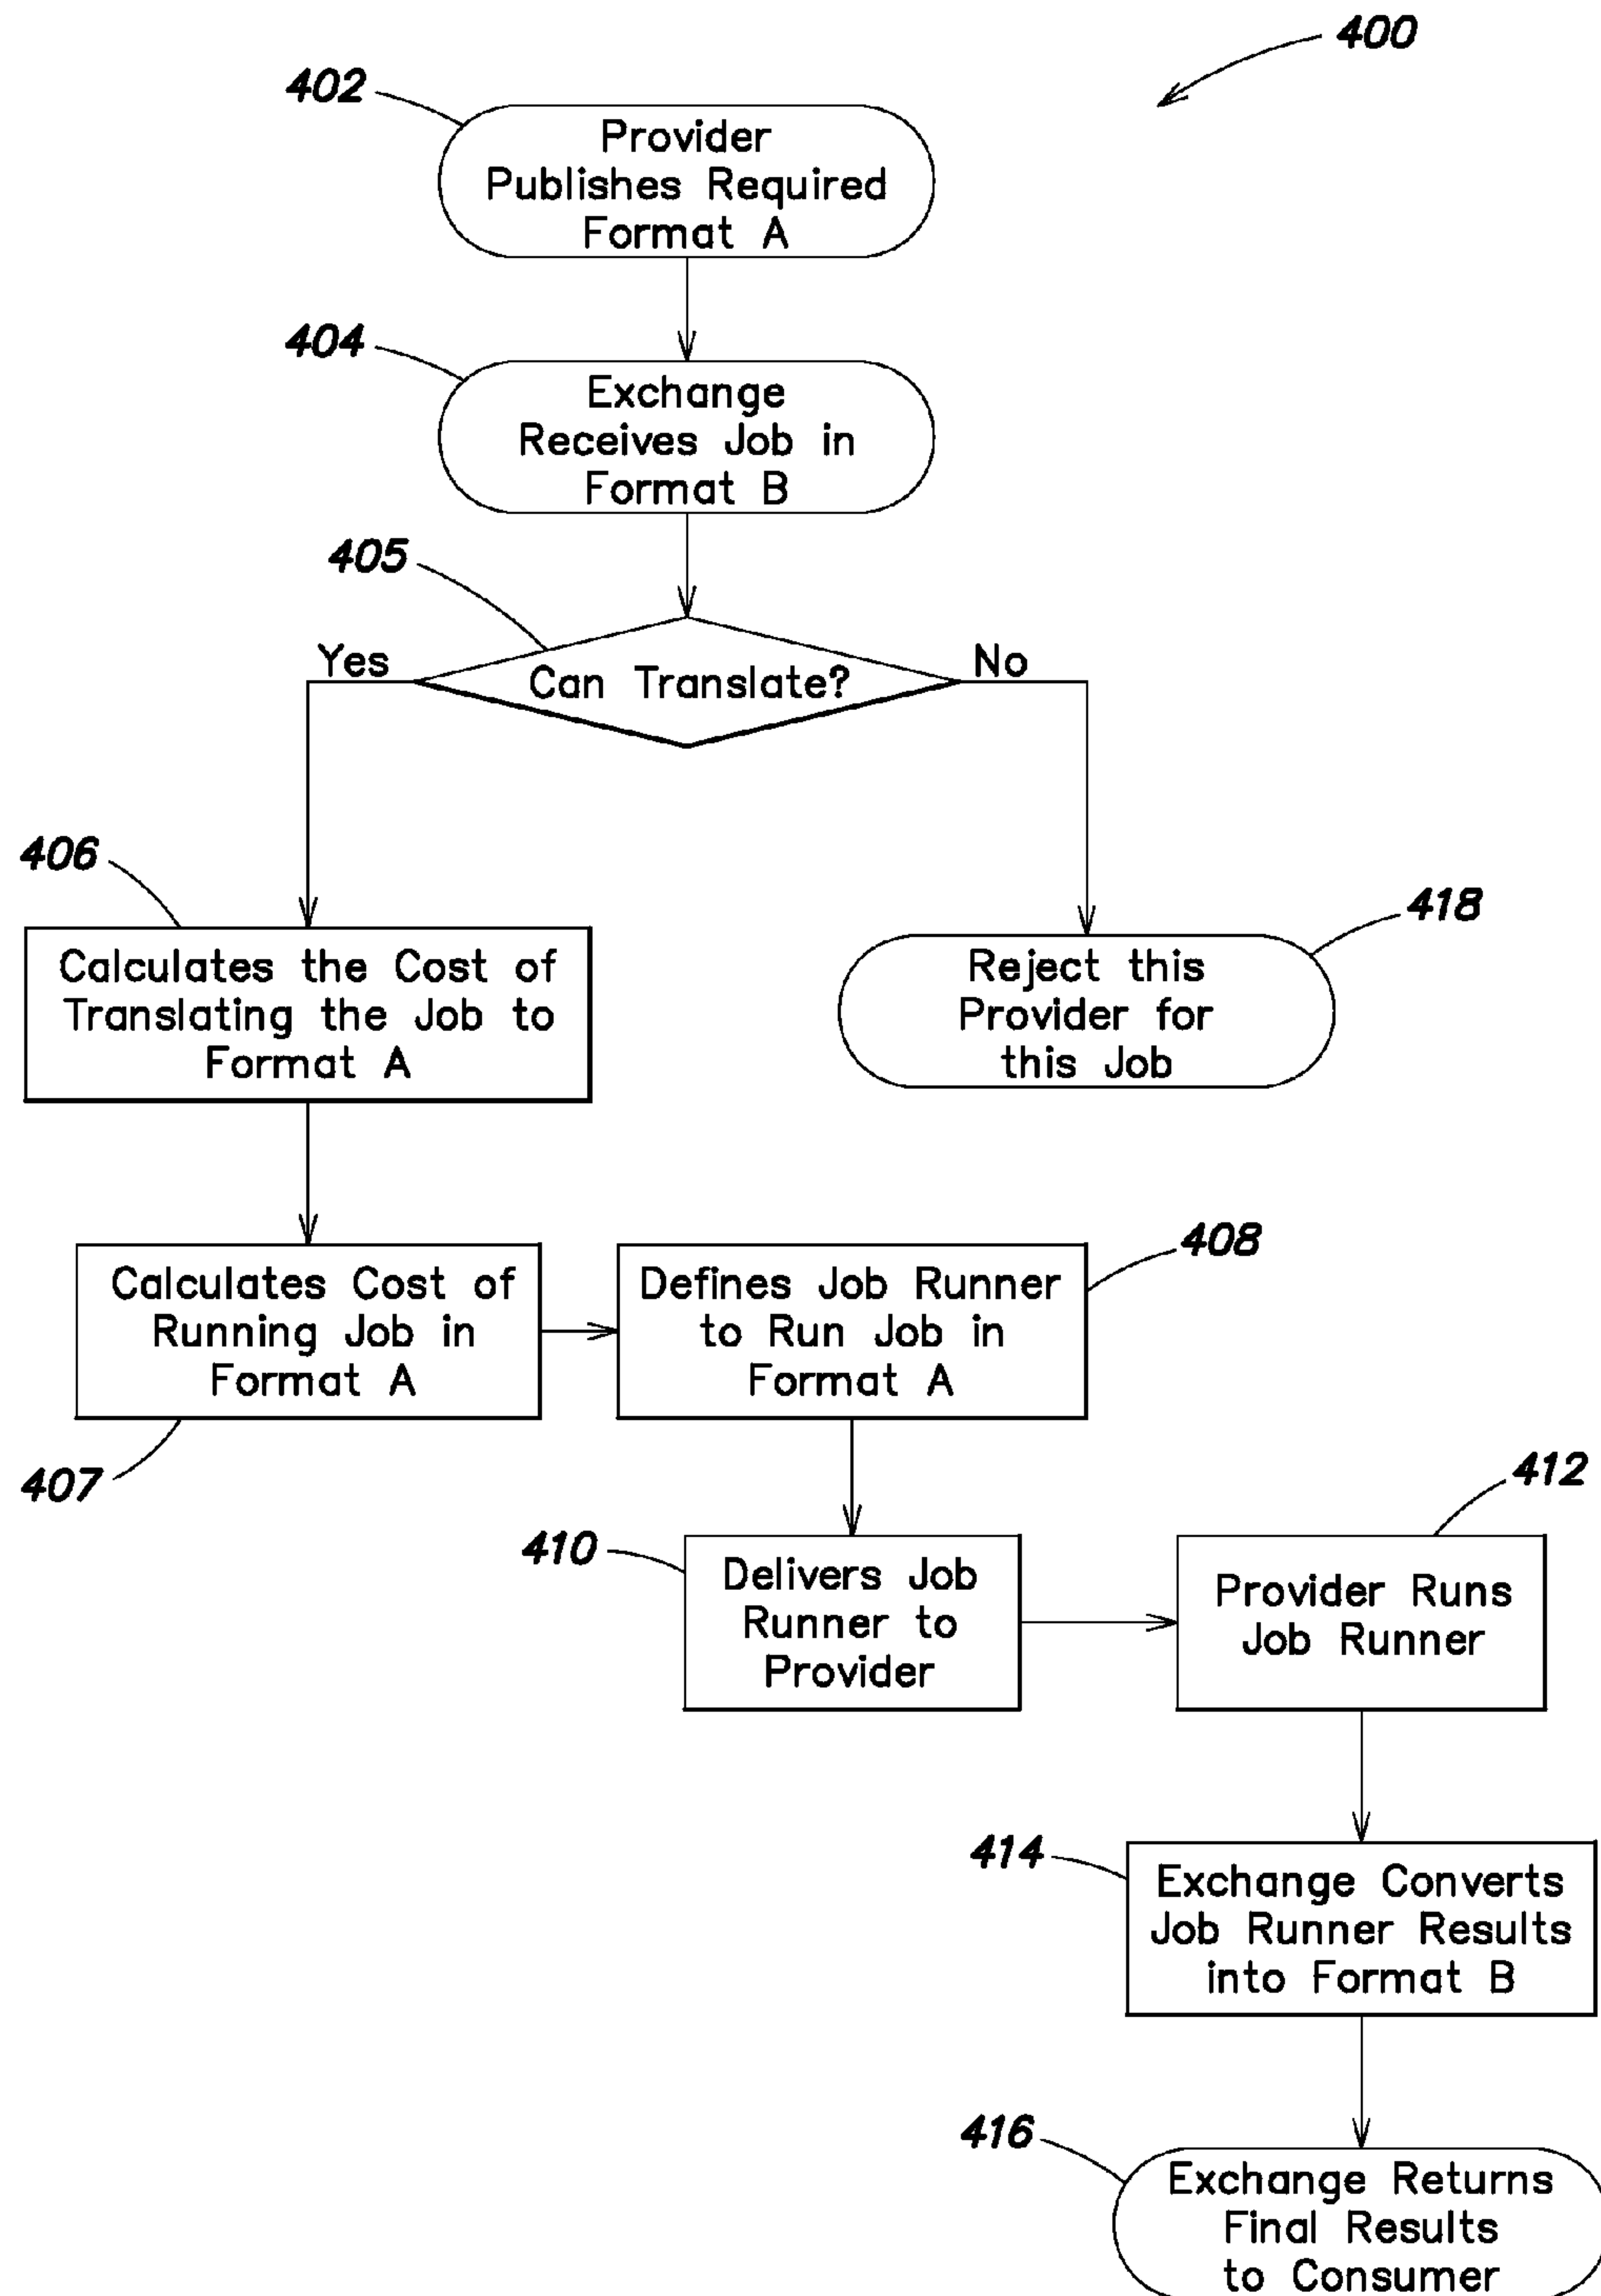 400
402
Provider
Publishes Required
Format A
404
Exchange
Receives Job in
Format B
405
Yes
Can Translate?
No
406
Calculates the Cost of
Translating the Job to
Format A
418
Reject this
Provider for
this Job
408
Calculates Cost of
Running Job in
Format A
Defines Job Runner
to Run Job in
Format A
407
412
410
Delivers Job
Runner to
Provider
Provider Runs
Job Runner
414
Exchange Converts
Job Runner Results
into Format B
416
Exchange Returns
Final Results
to Consumer